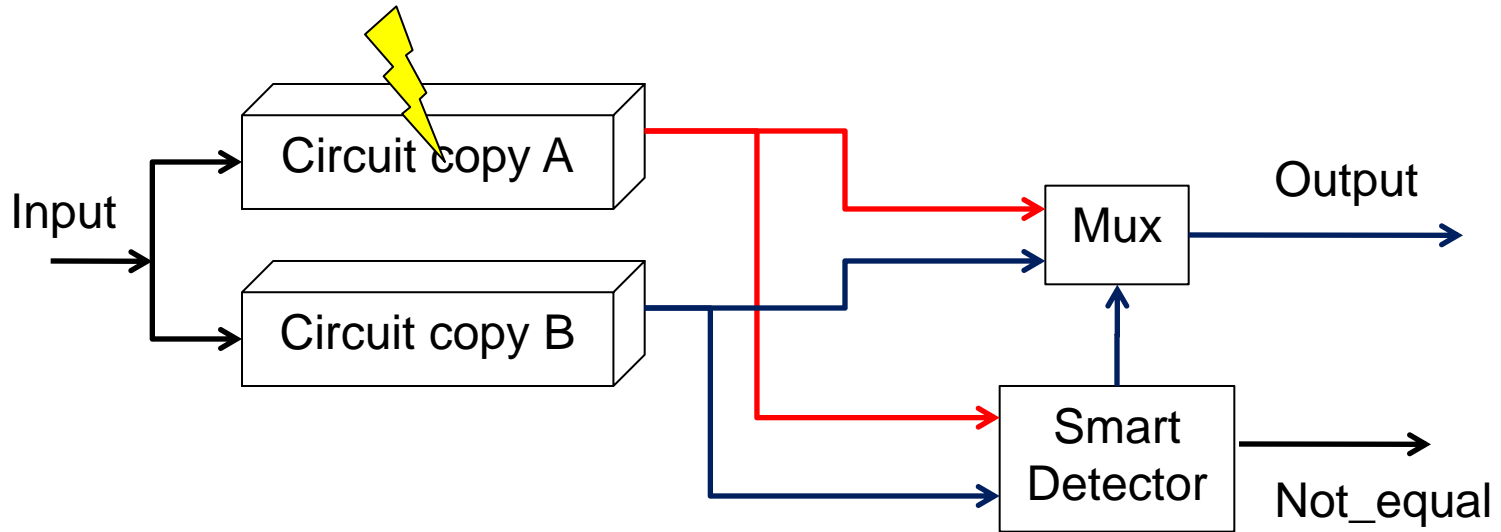 Circuit copy A
Input
Circuit copy B
Mux
Output
Smart
Detector
Not_equal